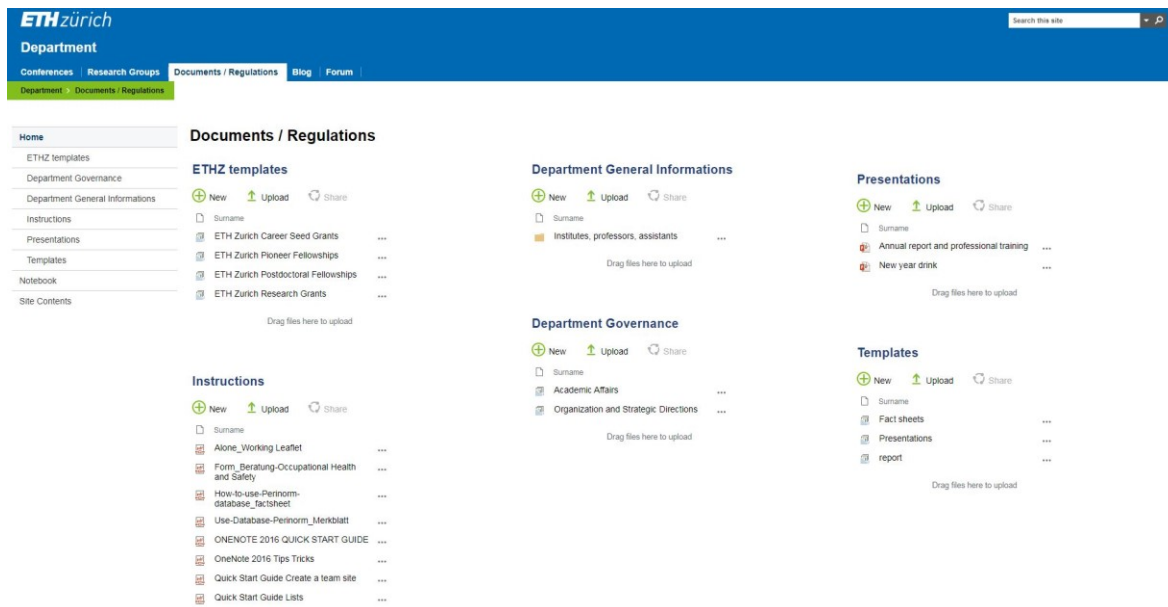 ETH zürich
Search this site
Department
Conferences Research Groups Documents / Regulations Blog Forum
Department > Documents / Regulations
Home
ETHZ templates
Department Governance
Department General Informations
Instructions
Presentations
Templates
Notebook
Site Contents
Documents / Regulations
ETHZ templates
New Upload Share
Surname
ETH Zurich Career Seed Grants ...
ETH Zurich Pioneer Fellowships ...
ETH Zurich Postdoctoral Fellowships ...
ETH Zurich Research Grants ...
Drag files here to upload
Instructions
New Upload Share
Surname
Alone_Working Leaflet ...
Form_Beratung-Occupational Health ...
and Safety
How-to-use-Perinorm- ...
database_factsheet
Use-Database-Perinorm_Merkblatt ...
ONENOTE 2016 QUICK START GUIDE ...
OneNote 2016 Tips Tricks ...
Quick Start Guide Create a team site ...
Quick Start Guide Lists ...
Department General Informations
New Upload Share
Surname
Institutes, professors, assistants ...
Drag files here to upload
Department Governance
New Upload Share
Surname
Academic Affairs ...
Organization and Strategic Directions ...
Drag files here to upload
Presentations
New Upload Share
Surname
Annual report and professional training ...
New year drink ...
Drag files here to upload
Templates
New Upload Share
Surname
Fact sheets ...
Presentations ...
report ...
Drag files here to upload